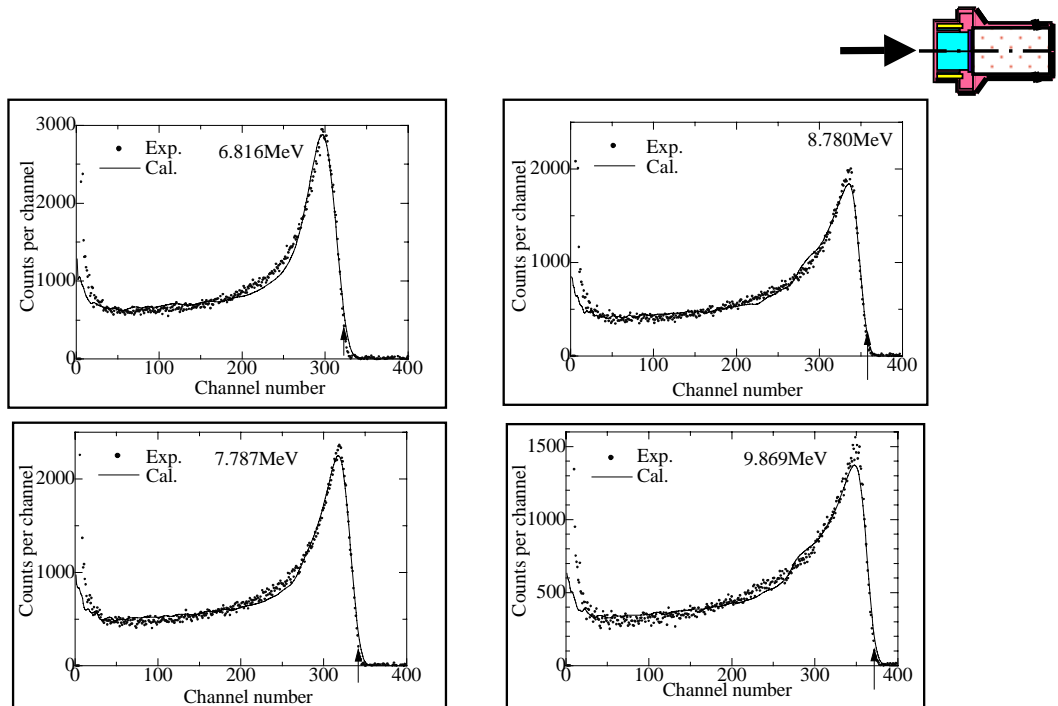 3000
2000
1000
0
Counts per channel
Exp.
Cal.
6.816MeV
0 100 200 300 400
Channel number
2000
1000
0
Counts per channel
Exp.
Cal.
8.780MeV
0 100 200 300 400
Channel number
2000
1000
0
Counts per channel
Exp.
Cal.
7.787MeV
0 100 200 300 400
Channel number
1500
1000
500
0
Counts per channel
Exp.
Cal.
9.869MeV
0 100 200 300 400
Channel number